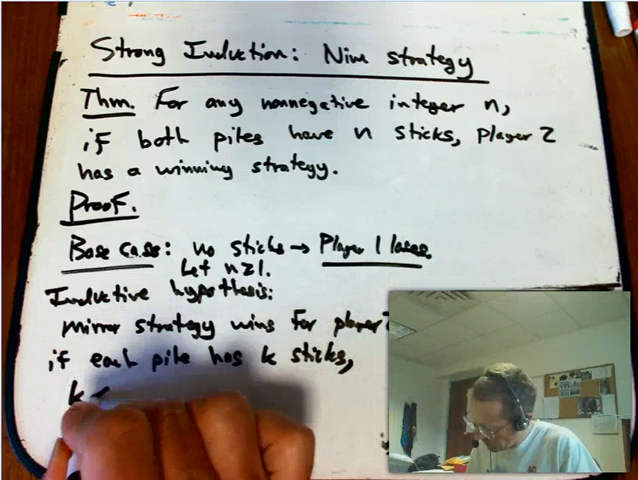 Strong Induction: Nim strategy
Thm. For any nonnegative integer n,
if both piles have n sticks, Player 2
has a winning strategy.
Proof.
Base case: no sticks → Player 1 loses.
Let n≥1.
Inductive hypothesis:
mirror strategy wins for player
if each pile has k sticks,
k <